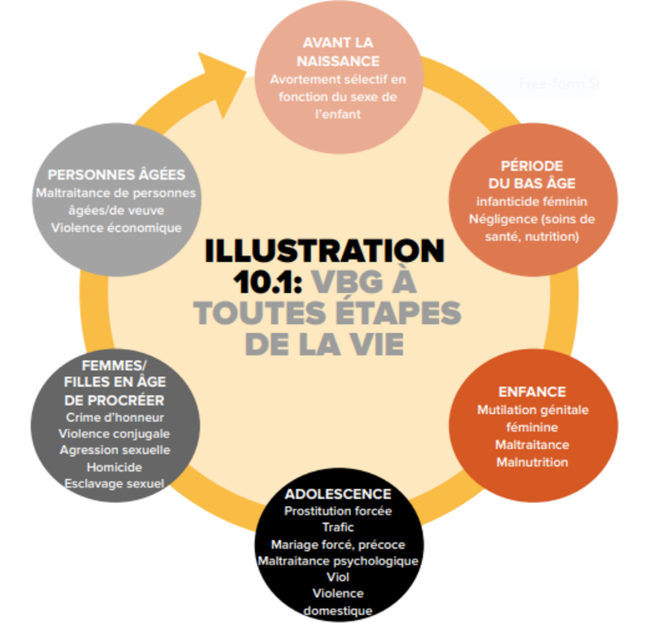 AVANT LA
NAISSANCE
Avortement sélectif en
fonction du sexe de
l'enfant
PÉRIODE
DU BAS ÂGE
infanticide féminin
Négligence (soins de
santé, nutrition)
ENFANCE
Mutilation génitale
féminine
Maltraitance
Malnutrition
ADOLESCENCE
Prostitution forcée
Trafic
Mariage forcé, précoce
Maltraitance psychologique
Viol
Violence
domestique
FEMMES/
FILLES EN ÂGE
DE PROCRÉER
Crime d'honneur
Violence conjugale
Agression sexuelle
Homicide
Esclavage sexuel
PERSONNES ÂGÉES
Maltraitance de personnes
âgées/de veuve
Violence économique
ILLUSTRATION
10.1: VBG À
TOUTES ÉTAPES
DE LA VIE
Free-form